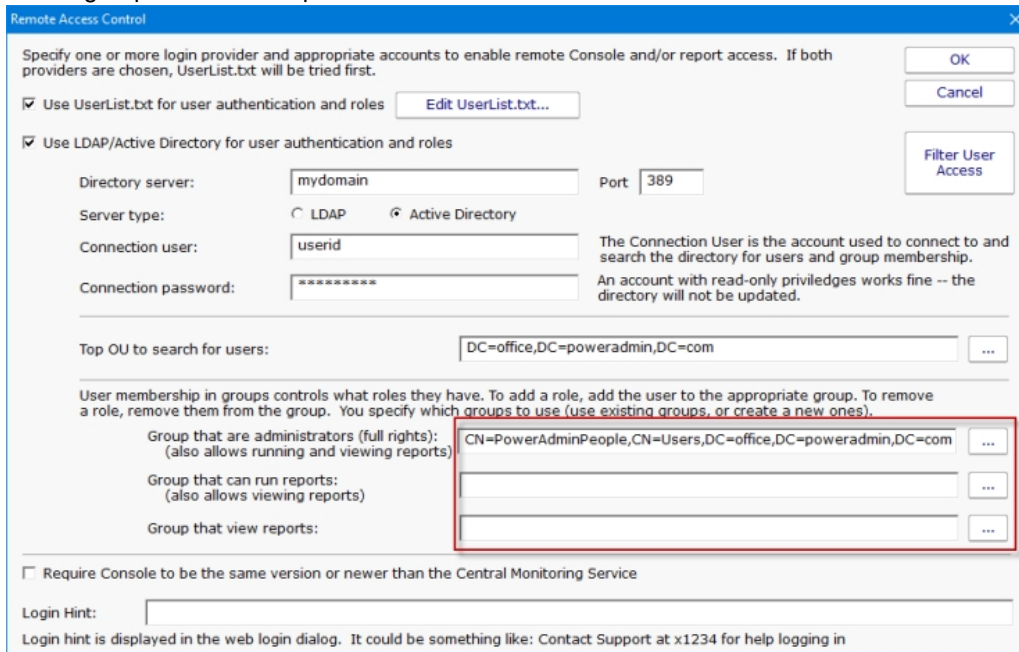 Remote Access Control
Specify one or more login provider and appropriate accounts to enable remote Console and/or report access. If both
providers are chosen, UserList.txt will be tried first.
OK
Cancel
Use UserList.txt for user authentication and roles
Edit UserList.txt...
Use LDAP/Active Directory for user authentication and roles
Filter User
Access
Directory server:
mydomain
Port
389
Server type:
LDAP
Active Directory
Connection user:
userid
The Connection User is the account used to connect to and
search the directory for users and group membership.
Connection password:
*********
An account with read-only priviledges works fine -- the
directory will not be updated.
Top OU to search for users:
DC=office,DC=poweradmin,DC=com
...
User membership in groups controls what roles they have. To add a role, add the user to the appropriate group. To remove
a role, remove them from the group. You specify which groups to use (use existing groups, or create a new ones).
Group that are administrators (full rights):
(also allows running and viewing reports)
CN=PowerAdminPeople,CN=Users,DC=office,DC=poweradmin,DC=com
...
Group that can run reports:
(also allows viewing reports)
...
Group that view reports:
...
Require Console to be the same version or newer than the Central Monitoring Service
Login Hint:
Login hint is displayed in the web login dialog. It could be something like: Contact Support at x1234 for help logging in